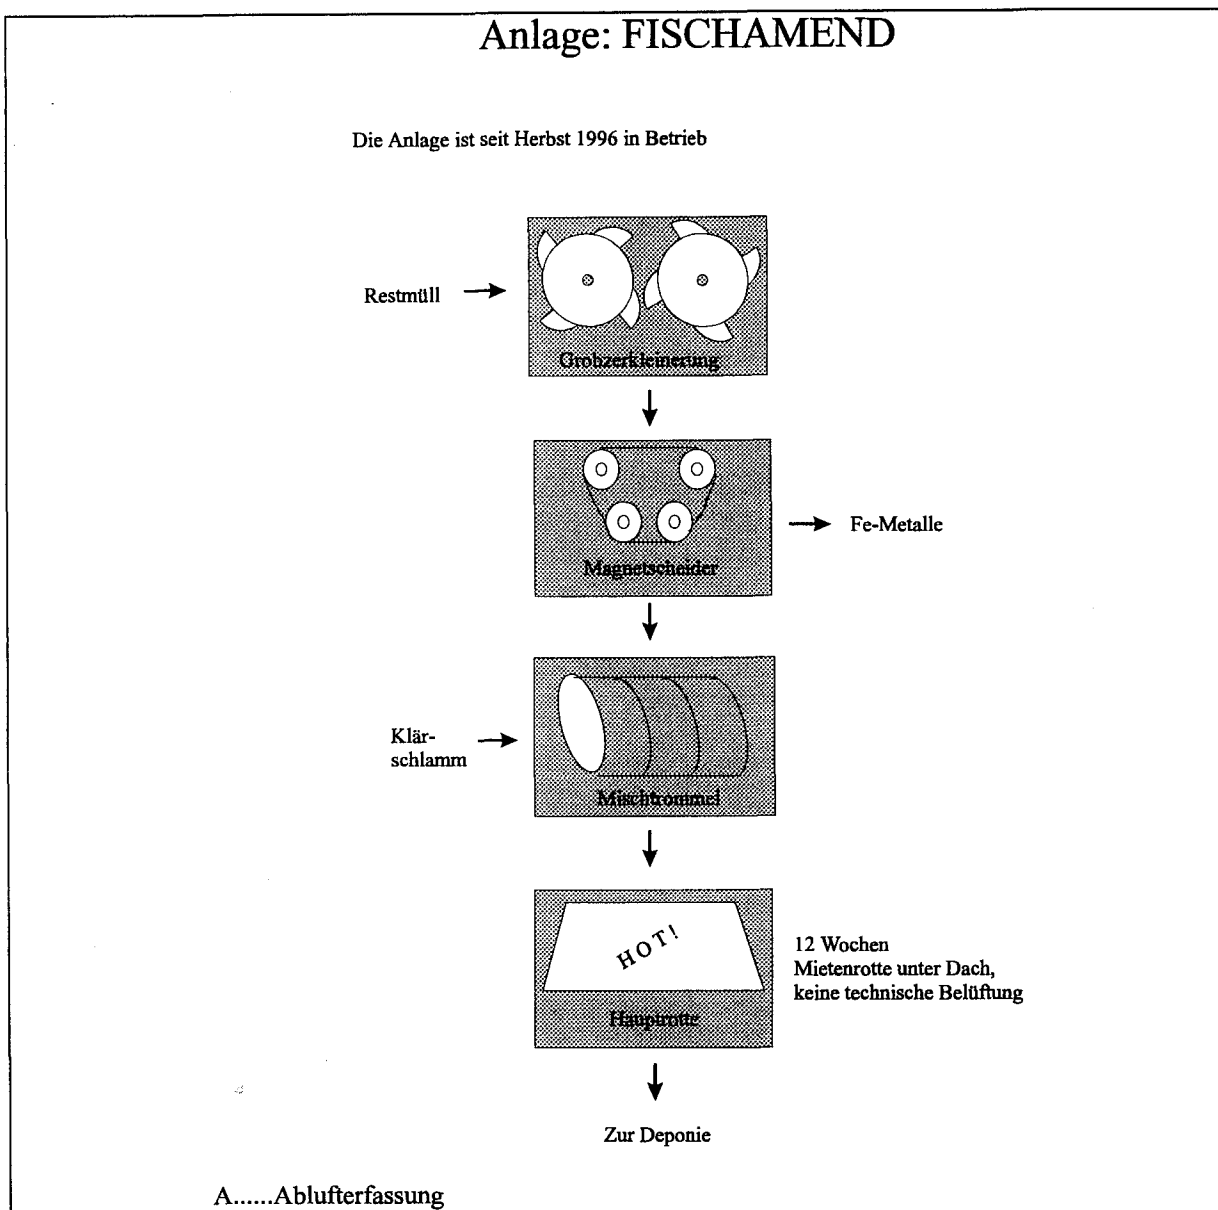 Anlage: FISCHAMEND
Die Anlage ist seit Herbst 1996 in Betrieb
Restmüll
Grobzerkleinerung
Magnetscheider
Fe-Metalle
Klär-
schlamm
Mischtrommel
HOT!
12 Wochen
Mietenrotte unter Dach,
keine technische Belüftung
Hauptrotte
Zur Deponie
A......Ablufterfassung